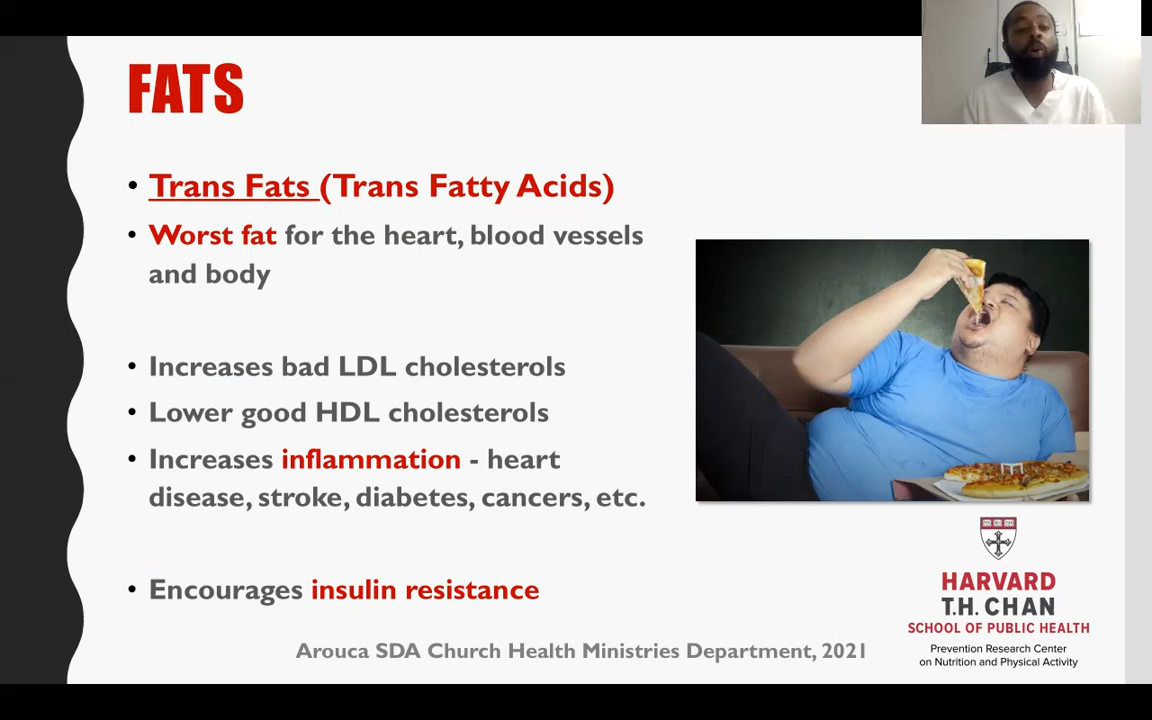 FATS
• Trans Fats (Trans Fatty Acids)
• Worst fat for the heart, blood vessels
and body
• Increases bad LDL cholesterols
• Lower good HDL cholesterols
• Increases inflammation - heart
disease, stroke, diabetes, cancers, etc.
• Encourages insulin resistance
Arouca SDA Church Health Ministries Department, 2021
HARVARD
T.H. CHAN
SCHOOL OF PUBLIC HEALTH
Prevention Research Center
on Nutrition and Physical Activity